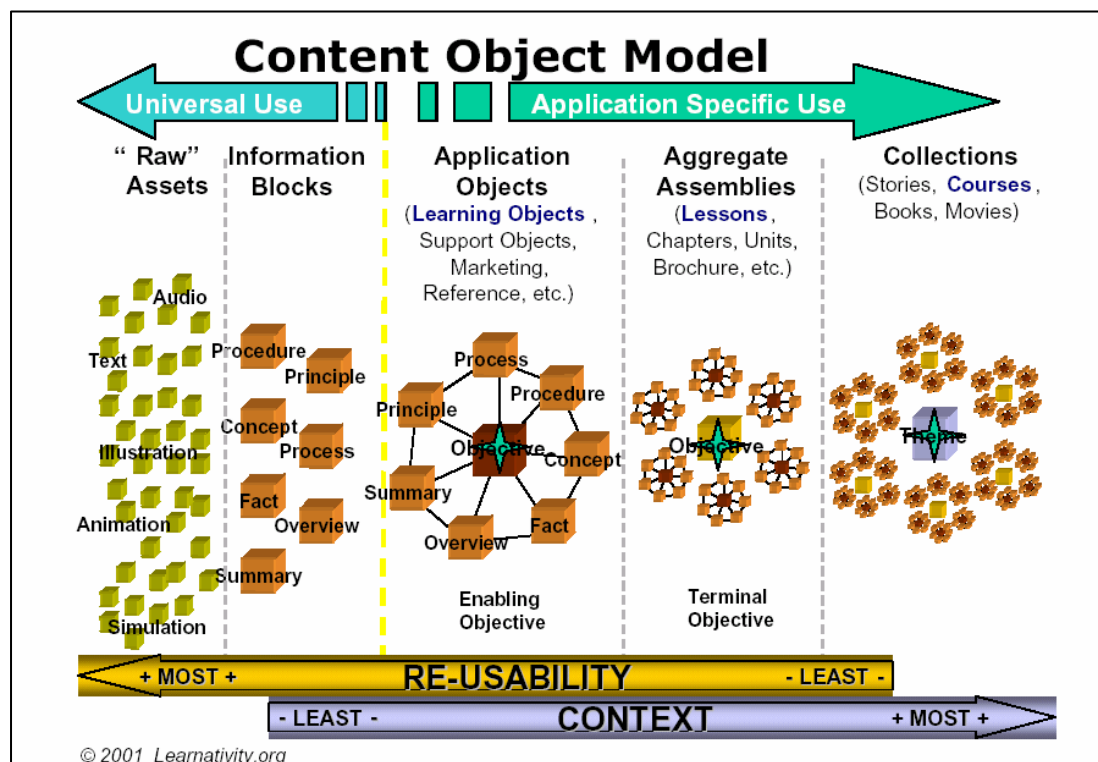 Content Object Model
Universal Use
Application Specific Use
“ Raw”
Assets
Information
Blocks
Application
Objects
(Learning Objects ,
Support Objects,
Marketing,
Reference, etc.)
Aggregate
Assemblies
(Lessons,
Chapters, Units,
Brochure, etc.)
Collections
(Stories, Courses ,
Books, Movies)
Audio
Text
Illustration
Animation
Simulation
Procedure
Principle
Concept
Process
Fact
Overview
Summary
Process
Procedure
Principle
Objective
Concept
Summary
Fact
Overview
Enabling
Objective
Objective
Terminal
Objective
Theme
+ MOST +
RE-USABILITY
- LEAST -
- LEAST -
CONTEXT
+ MOST +
© 2001 Learnativity.org